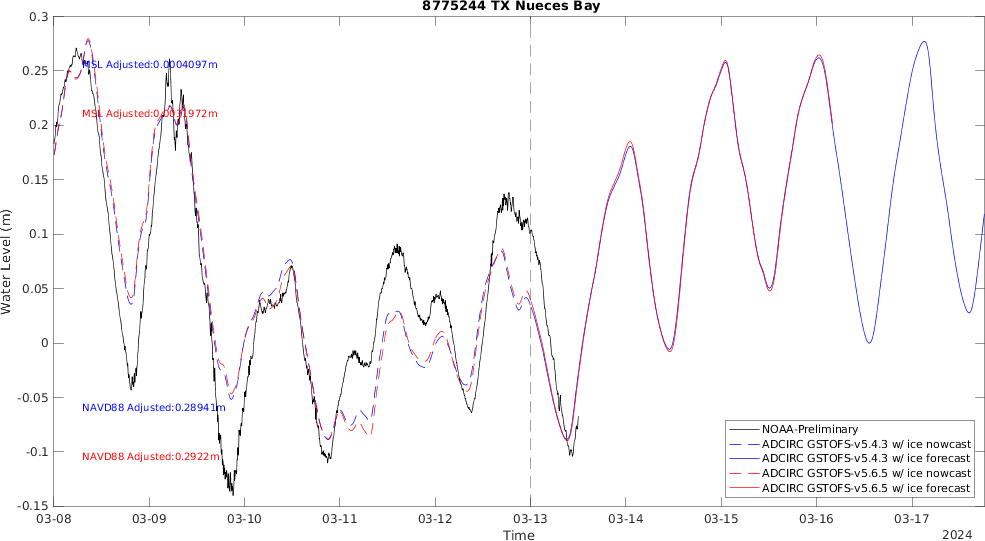 8775244 TX Nueces Bay
Water Level (m)
0.3
0.25
0.2
0.15
0.1
0.05
0
-0.05
-0.1
-0.15
MSL Adjusted:0.0004097m
MSL Adjusted:0.0031972m
NAVD88 Adjusted:0.28941m
NAVD88 Adjusted:0.2922m
NOAA-Preliminary
ADCIRC GSTOFS-v5.4.3 w/ ice nowcast
ADCIRC GSTOFS-v5.4.3 w/ ice forecast
ADCIRC GSTOFS-v5.6.5 w/ ice nowcast
ADCIRC GSTOFS-v5.6.5 w/ ice forecast
03-08 03-09 03-10 03-11 03-12 03-13 03-14 03-15 03-16 03-17
Time
2024